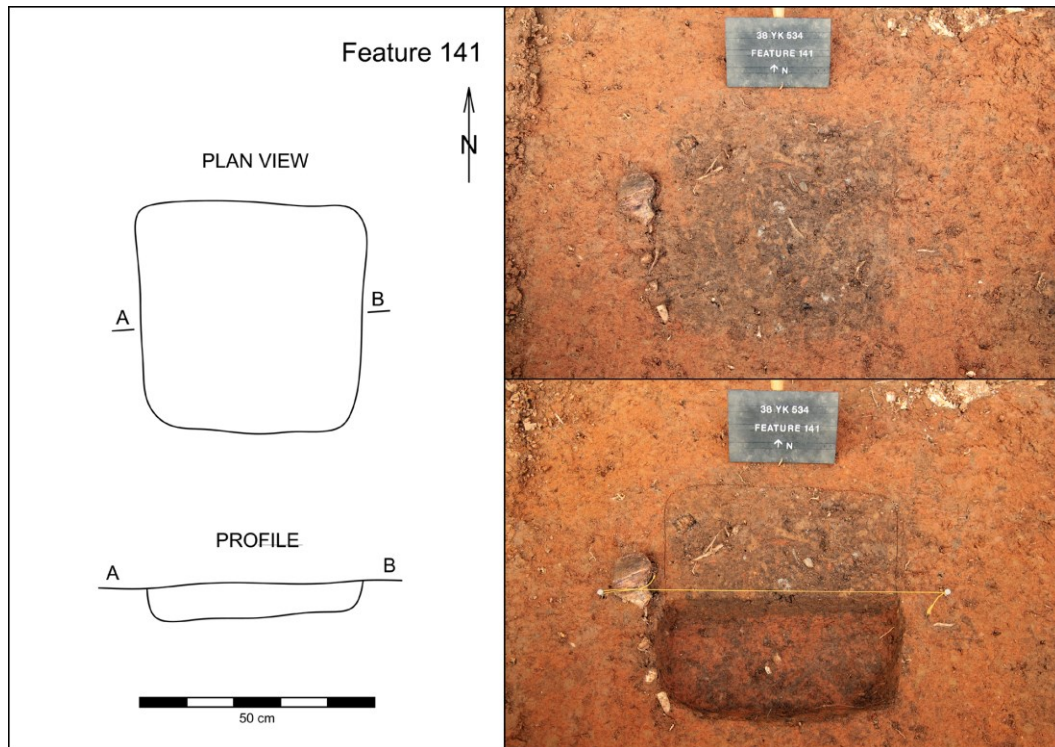 Feature 141
N
PLAN VIEW
A
B
PROFILE
A
B
50 cm
38 YK 534
FEATURE 141
↑ N
38 YK 534
FEATURE 141
↑ N